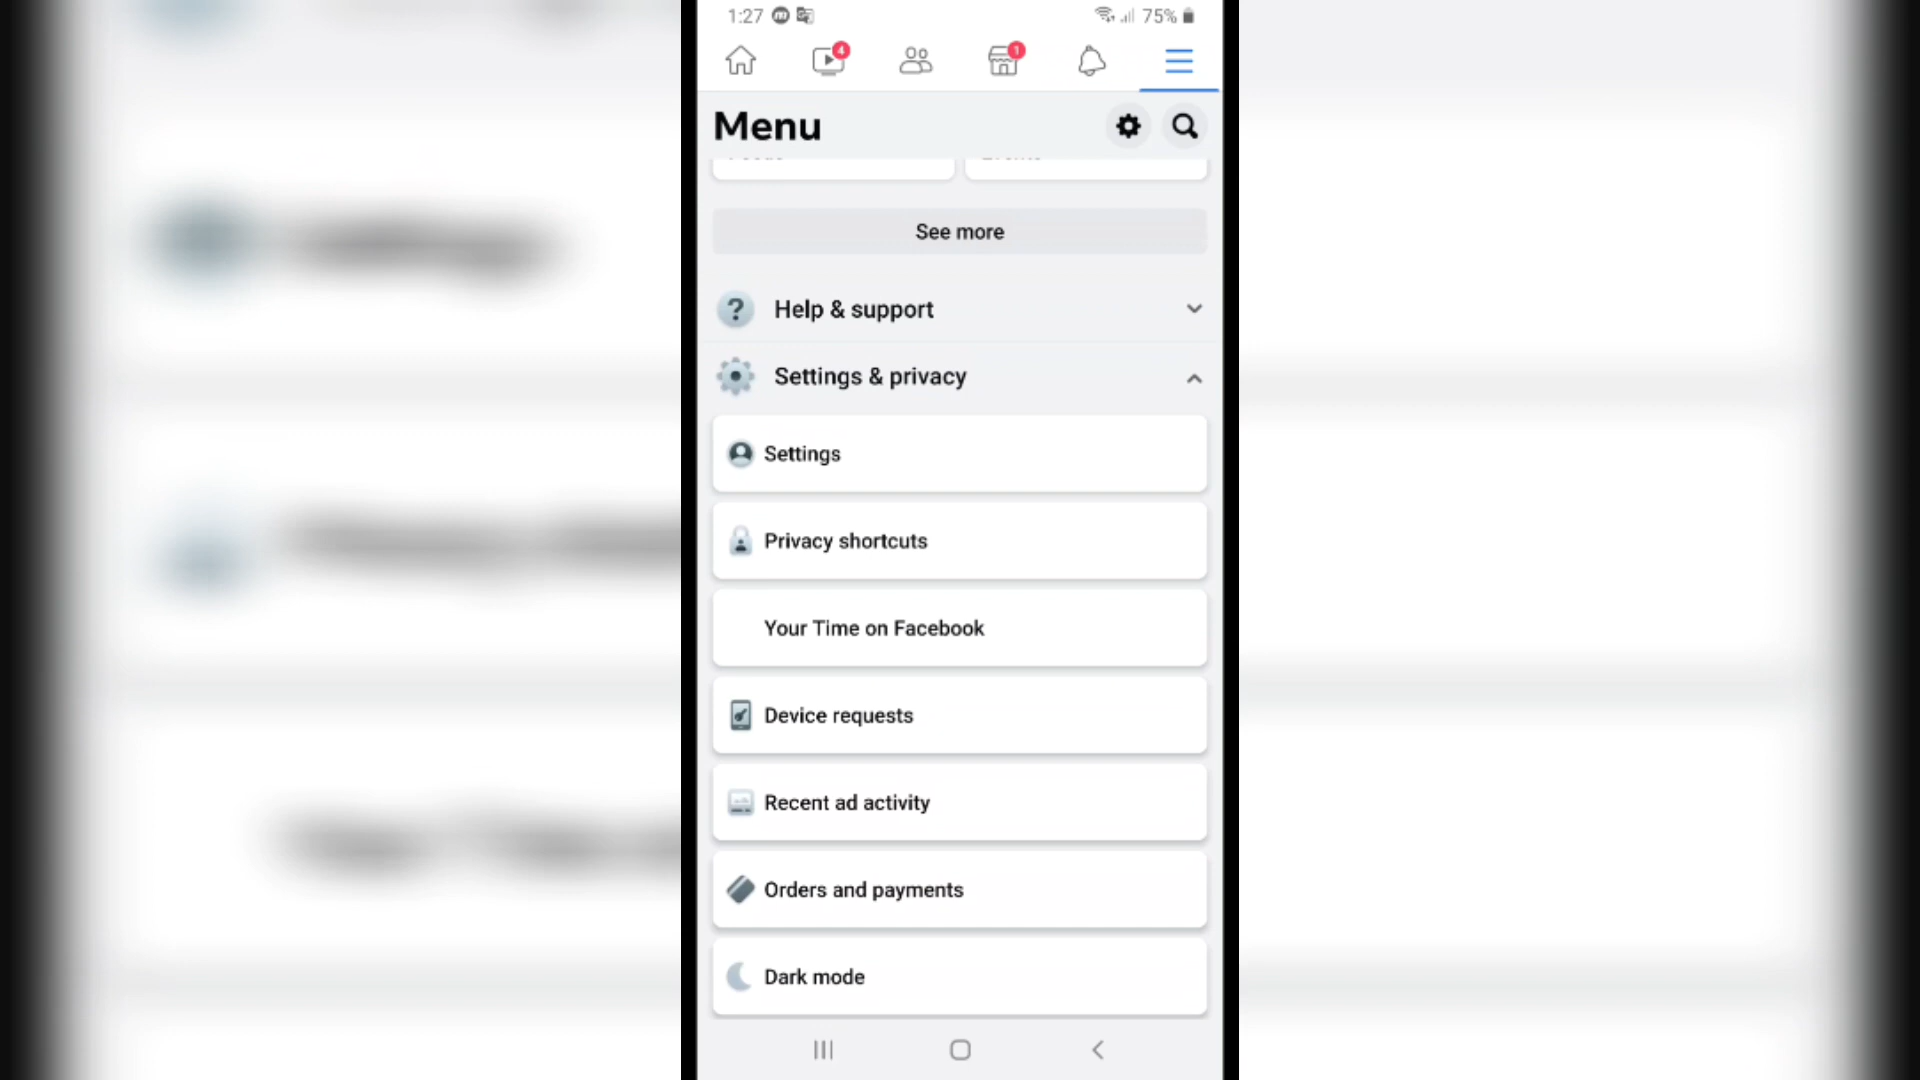 1:27 75%
4 1
Menu
See more
Help & support
Settings & privacy
Settings
Privacy shortcuts
Your Time on Facebook
Device requests
Recent ad activity
Orders and payments
Dark mode